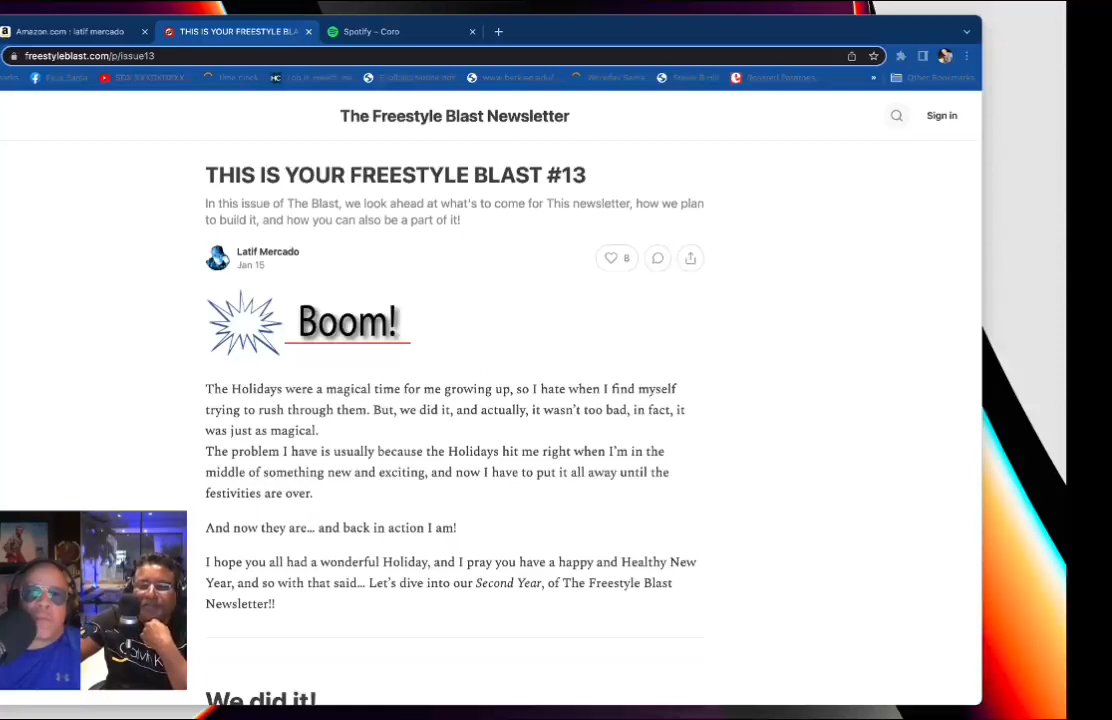 Amazon.com : latif mercado
THIS IS YOUR FREESTYLE BLA
Spotify – Coro
freestyleblast.com/p/issue13
Other Bookmarks
The Freestyle Blast Newsletter
Sign in
THIS IS YOUR FREESTYLE BLAST #13
In this issue of The Blast, we look ahead at what's to come for This newsletter, how we plan
to build it, and how you can also be a part of it!
Latif Mercado
Jan 15
8
Boom!
The Holidays were a magical time for me growing up, so I hate when I find myself
trying to rush through them. But, we did it, and actually, it wasn't too bad, in fact, it
was just as magical.
The problem I have is usually because the Holidays hit me right when I'm in the
middle of something new and exciting, and now I have to put it all away until the
festivities are over.
And now they are... and back in action I am!
I hope you all had a wonderful Holiday, and I pray you have a happy and Healthy New
Year, and so with that said... Let's dive into our Second Year, of The Freestyle Blast
Newsletter!!
We did it!